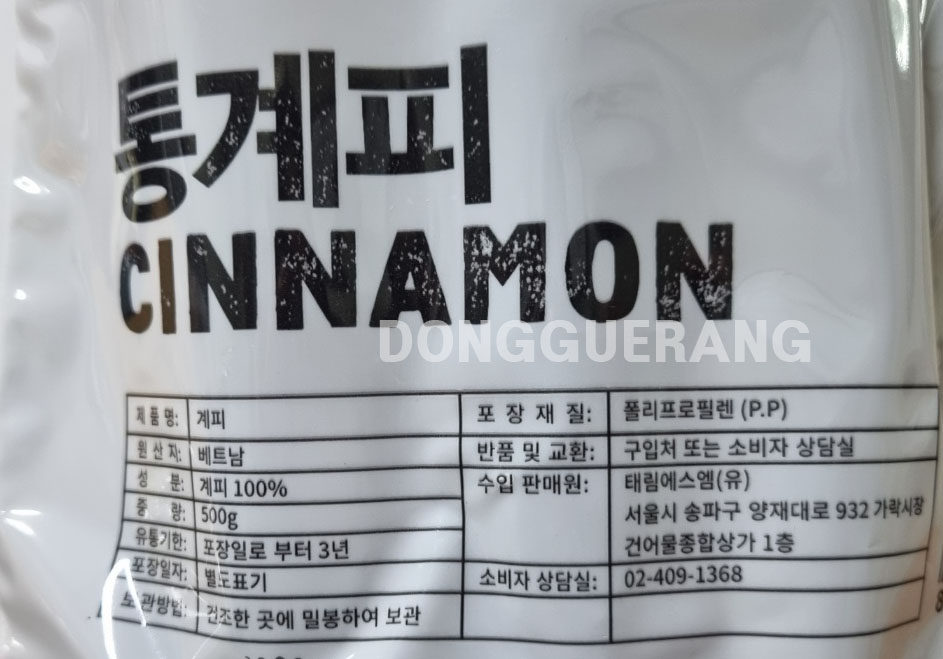 통계피
CINNAMON
DONGGUERANG
제품명: 계피
원산지: 베트남
성 분: 계피 100%
중 량: 500g
유통기한: 포장일로 부터 3년
포장일자: 별도표기
보관방법: 건조한 곳에 밀봉하여 보관
포장재질: 폴리프로필렌 (P.P)
반품 및 교환: 구입처 또는 소비자 상담실
수입 판매원: 태림에스엠(유)
서울시 송파구 양재대로 932 가락시장
건어물종합상가 1층
소비자 상담실: 02-409-1368